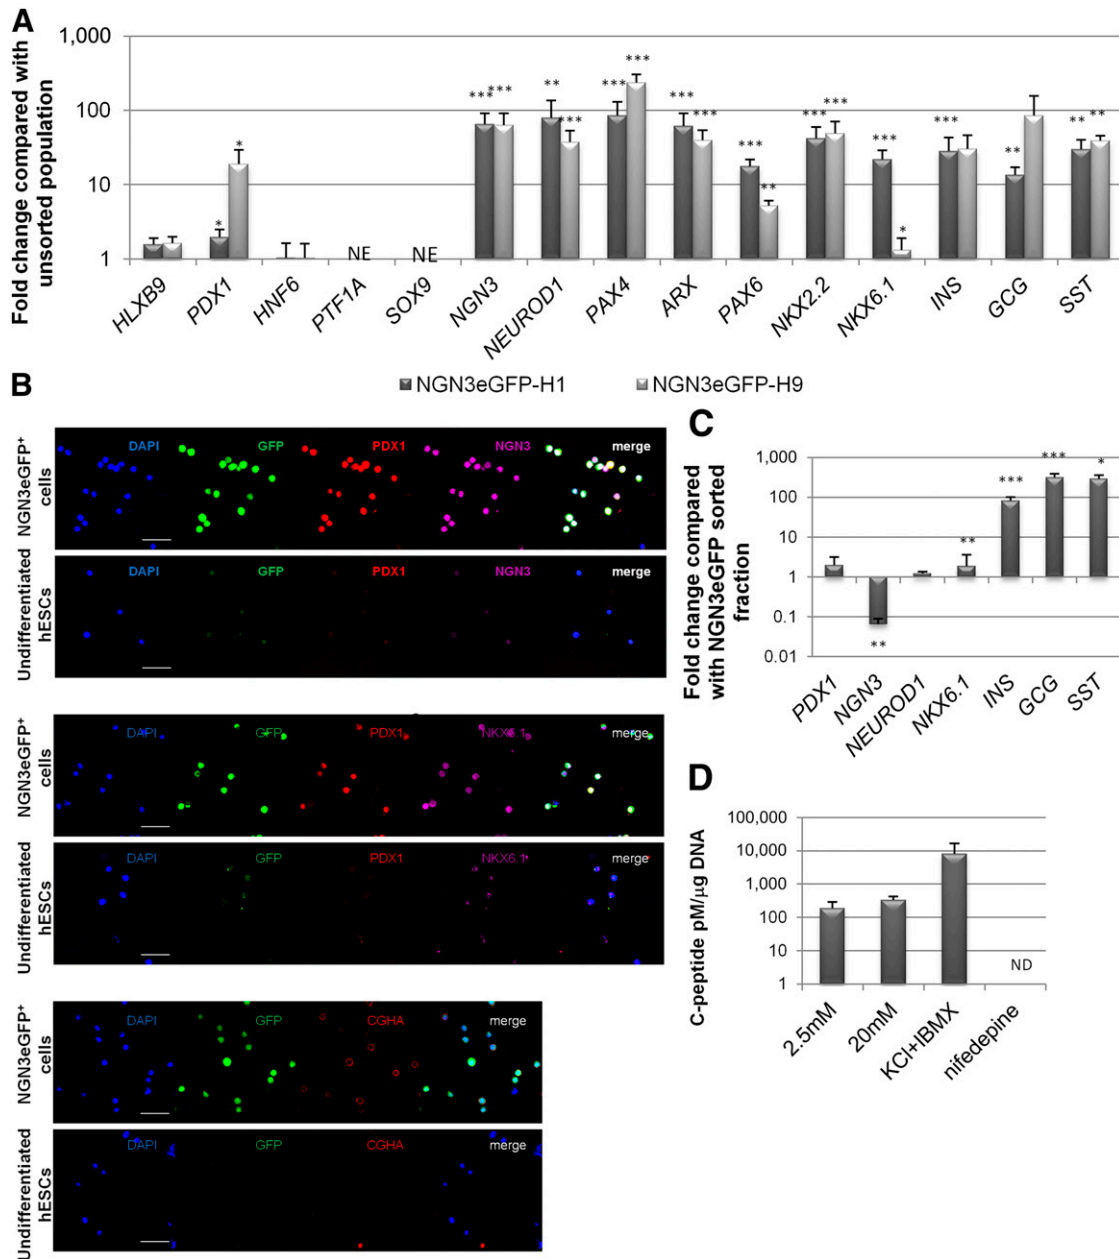 A
Fold change compared with
unsorted population
1,000
100
10
1
*
*
***
***
**
***
***
***
***
***
***
**
***
***
***
*
***
**
**
**
NE
NE
HLXB9
PDX1
HNF6
PTF1A
SOX9
NGN3
NEUROD1
PAX4
ARX
PAX6
NKX2.2
NKX6.1
INS
GCG
SST
NGN3eGFP-H1
NGN3eGFP-H9
B
NGN3eGFP+
cells
DAPI
GFP
PDX1
NGN3
merge
Undifferentiated
hESCs
DAPI
GFP
PDX1
NGN3
merge
NGN3eGFP+
cells
DAPI
GFP
PDX1
NKX6.1
merge
Undifferentiated
hESCs
DAPI
GFP
PDX1
NKX6.1
merge
NGN3eGFP+
cells
DAPI
GFP
CGHA
merge
Undifferentiated
hESCs
DAPI
GFP
CGHA
merge
C
Fold change compared
with NGN3eGFP sorted
fraction
1,000
100
10
1
0.1
0.01
**
**
***
***
*
PDX1
NGN3
NEUROD1
NKX6.1
INS
GCG
SST
D
C-peptide pM/µg DNA
100,000
10,000
1,000
100
10
1
ND
2.5mM
20mM
KCl+IBMX
nifedepine